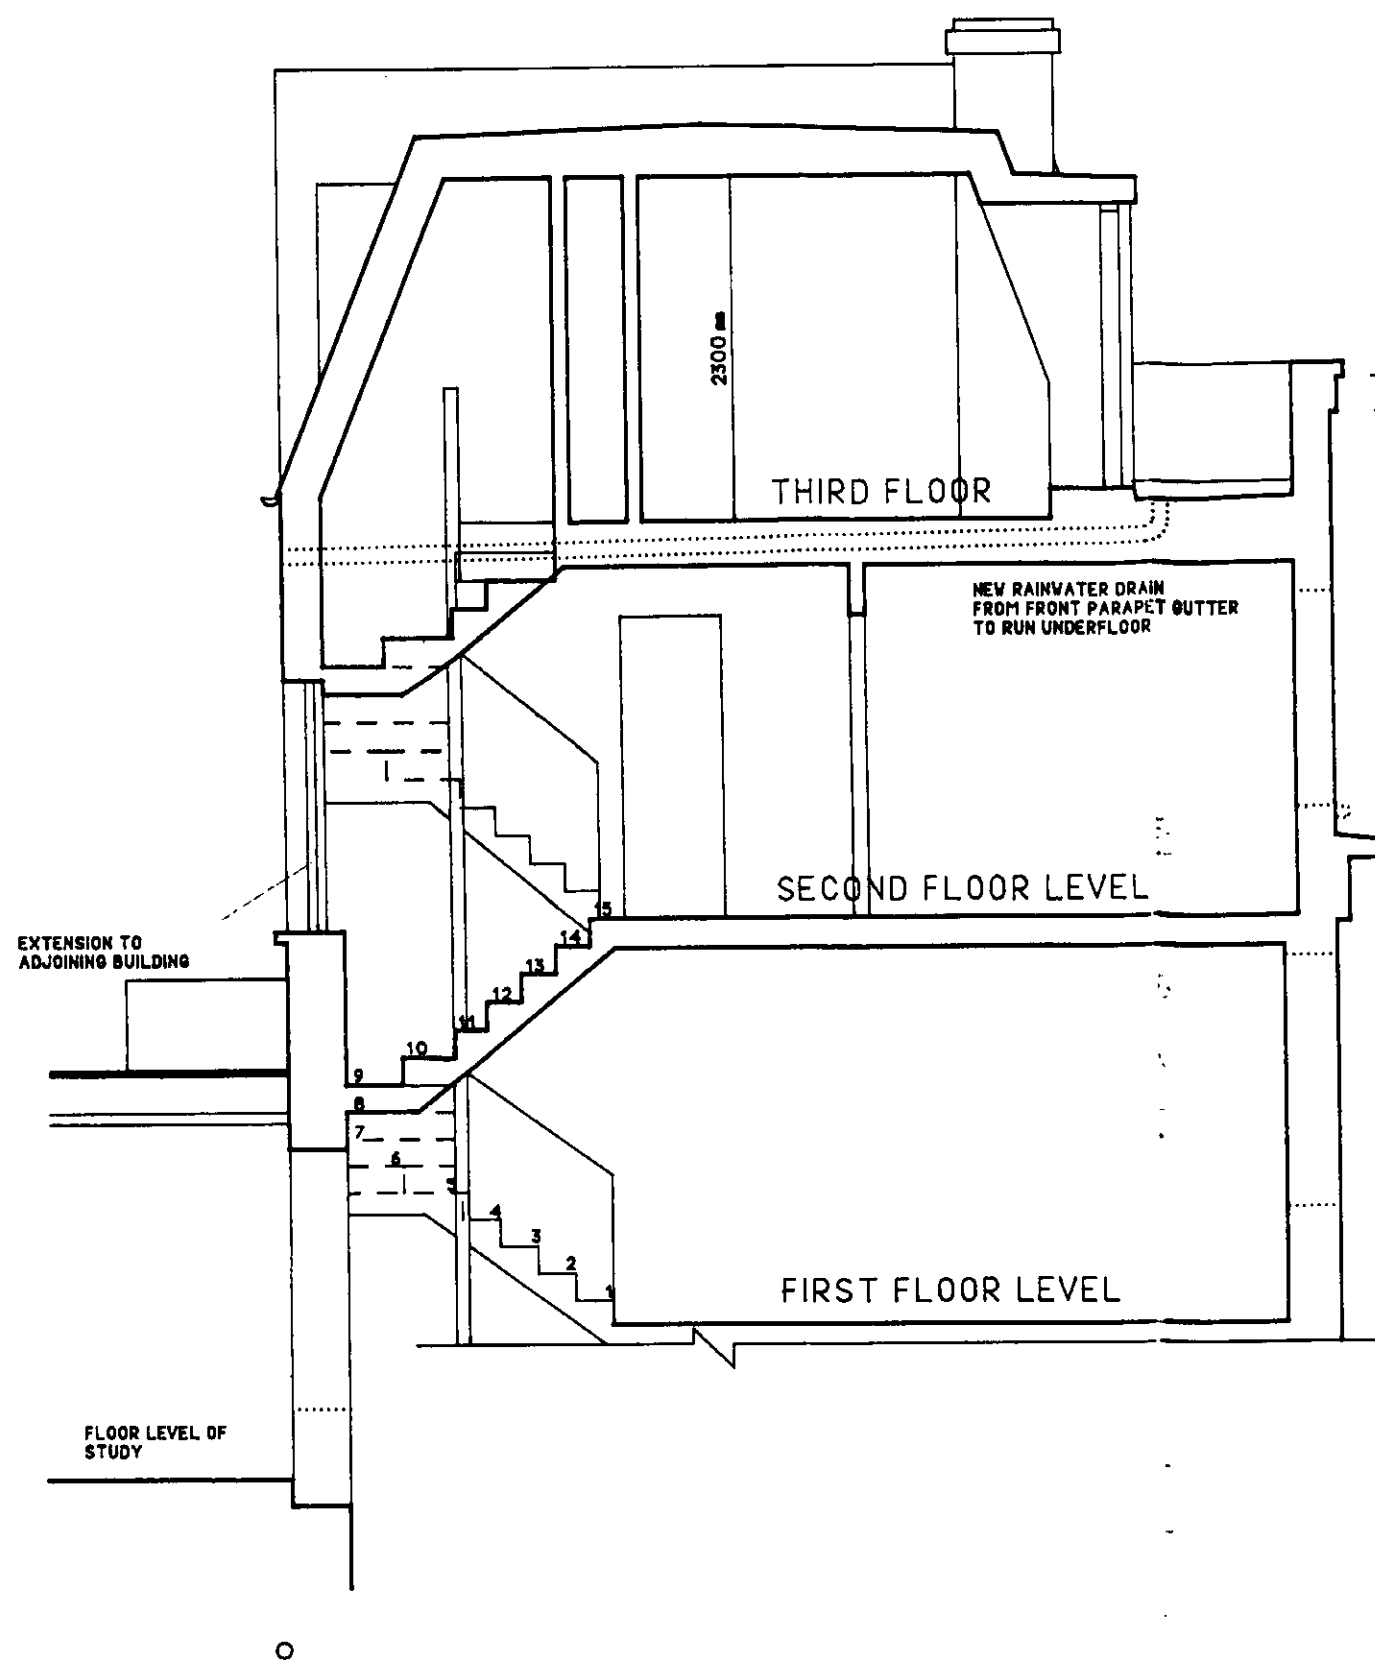 2300 mm
THIRD FLOOR
NEW RAINWATER DRAIN
FROM FRONT PARAPET GUTTER
TO RUN UNDERFLOOR
SECOND FLOOR LEVEL
15
14
13
12
11
10
9
8
7
6
5
4
3
2
1
EXTENSION TO
ADJOINING BUILDING
FIRST FLOOR LEVEL
FLOOR LEVEL OF
STUDY